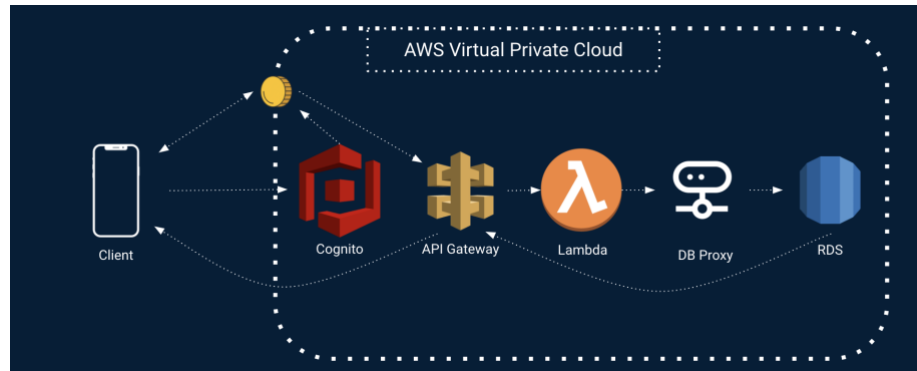 AWS Virtual Private Cloud
Client
Cognito
API Gateway
Lambda
DB Proxy
RDS